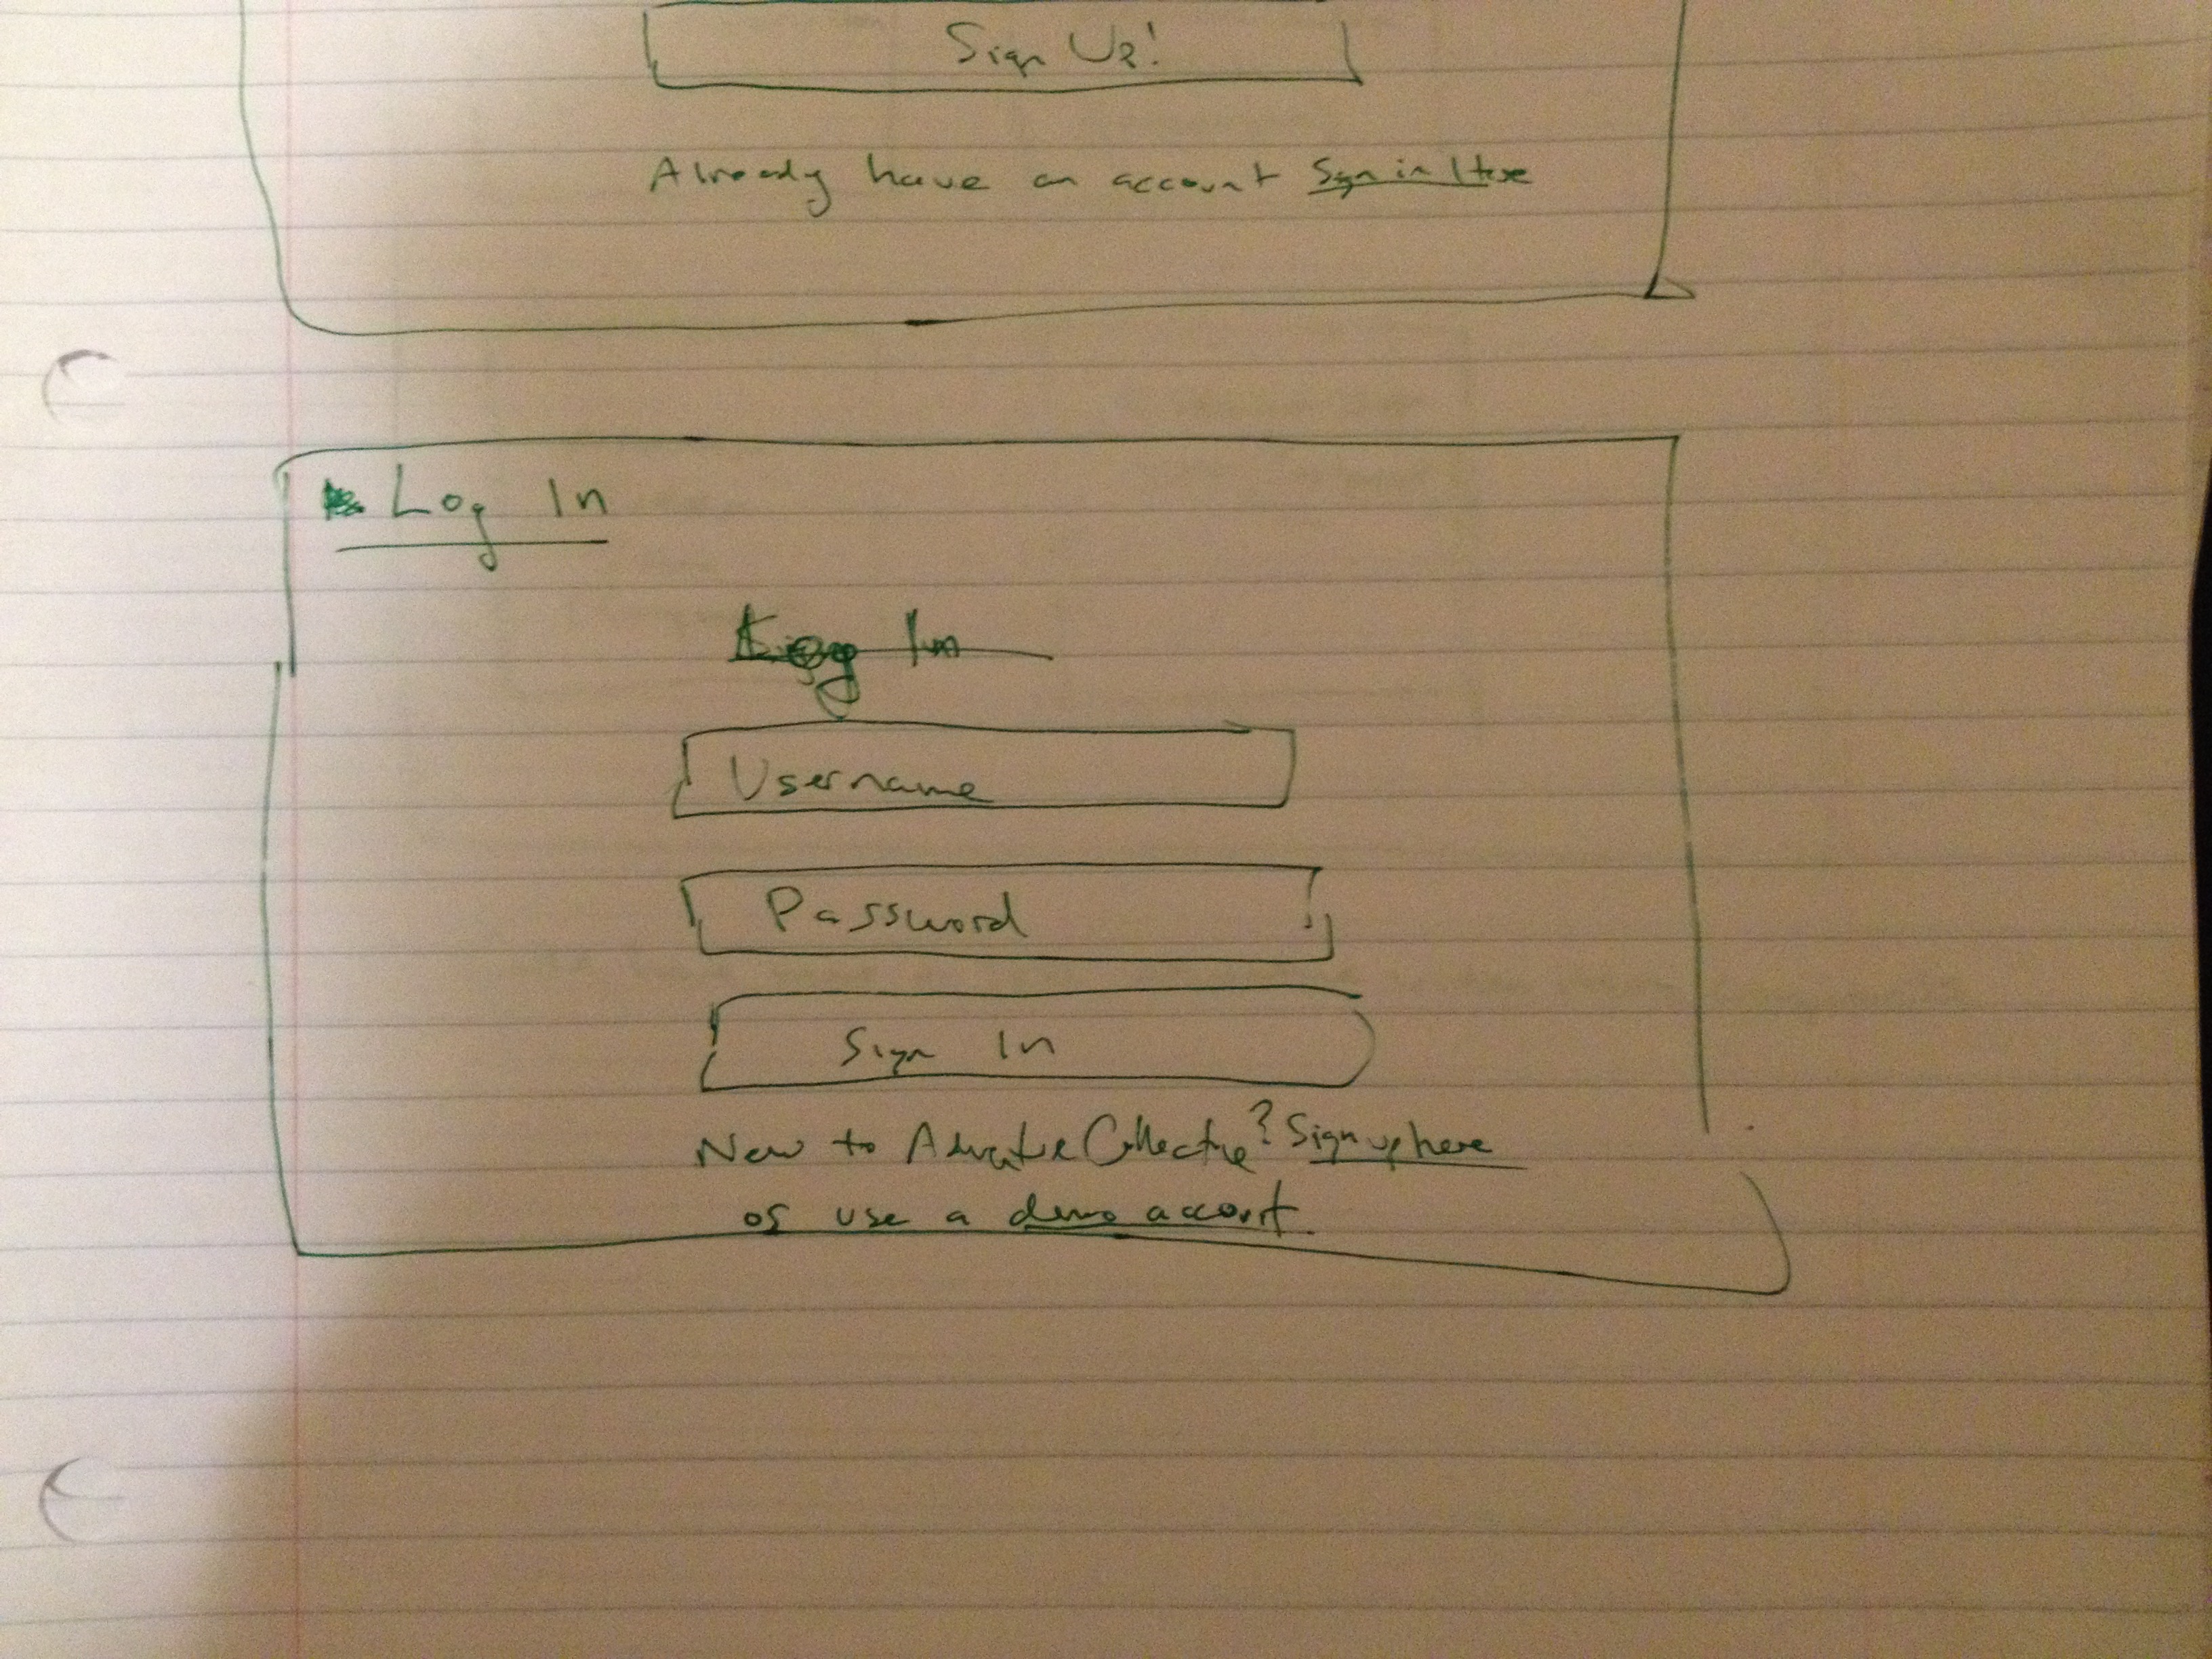 Sign Up!
Already have an account Sign in Here
Log In
Log In
Username
Password
Sign In
New to Collective? Sign up here
or use a demo account